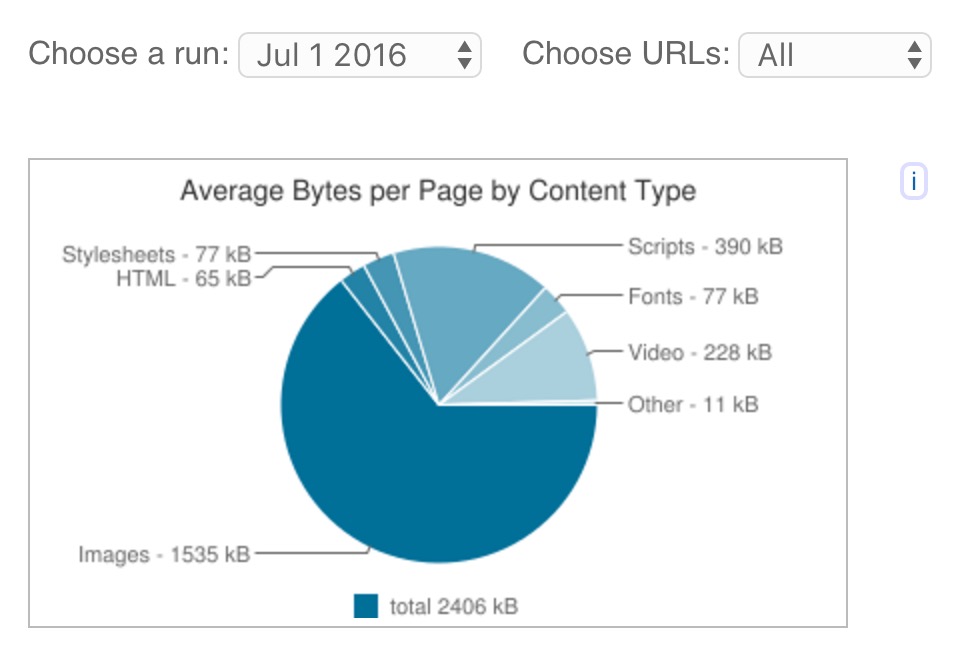 Choose a run: Jul 1 2016 Choose URLs: All
i
Average Bytes per Page by Content Type
Stylesheets - 77 kB
HTML - 65 kB
Scripts - 390 kB
Fonts - 77 kB
Video - 228 kB
Other - 11 kB
Images - 1535 kB
total 2406 kB